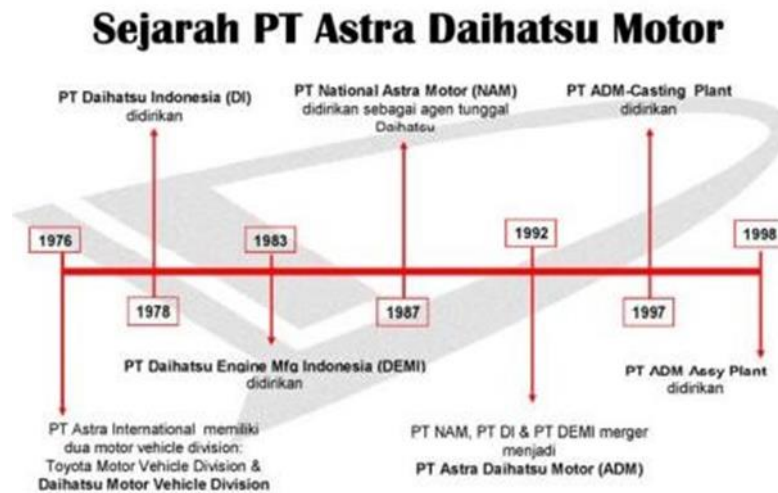 Sejarah PT Astra Daihatsu Motor
PT Daihatsu Indonesia (DI)
didirikan
PT National Astra Motor (NAM)
didirikan sebagai agen tunggal
Daihatsu
PT ADM-Casting Plant
didirikan
1976
1983
1992
1998
1978
1987
1997
PT Daihatsu Engine Mfg Indonesia (DEMI)
didirikan
PT ADM Assy Plant
didirikan
PT Astra International memiliki
dua motor vehicle division:
Toyota Motor Vehicle Division &
Daihatsu Motor Vehicle Division
PT NAM, PT DI & PT DEMI merger
menjadi
PT Astra Daihatsu Motor (ADM)